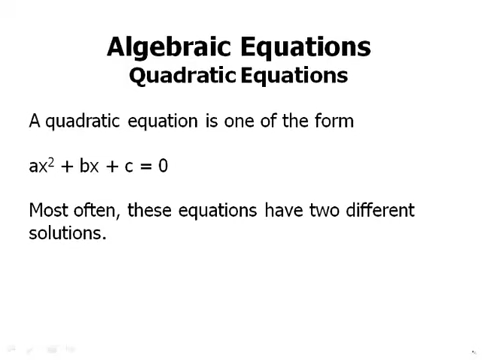 Algebraic Equations
Quadratic Equations
A quadratic equation is one of the form
ax² + bx + c = 0
Most often, these equations have two different
solutions.